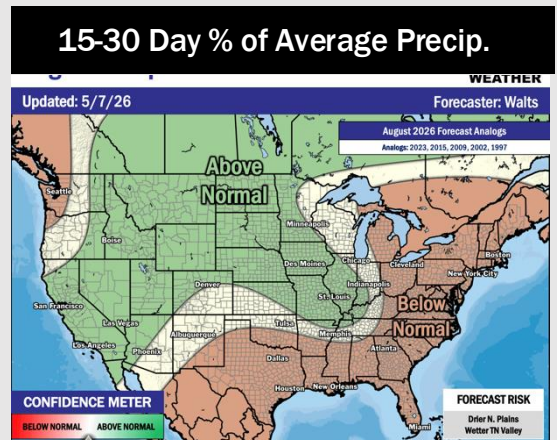 15-30 Day % of Average Precip.
WEATHER
Updated: 5/7/26
Forecaster: Walts
August 2026 Forecast Analogs
Analogs: 2023, 2015, 2009, 2002, 1997
Above
Normal
Seattle
Minneapolis
Boise
Boston
Des Moines
Chicago
Cleveland
New York City
Denver
Indianapolis
San Francisco
St. Louis
Below
Normal
Las Vegas
Tulsa
Memphis
Los Angeles
Albuquerque
Phoenix
Atlanta
Dallas
Houston
New Orleans
Miami
CONFIDENCE METER
BELOW NORMAL
ABOVE NORMAL
FORECAST RISK
Drier N. Plains
Wetter TN Valley